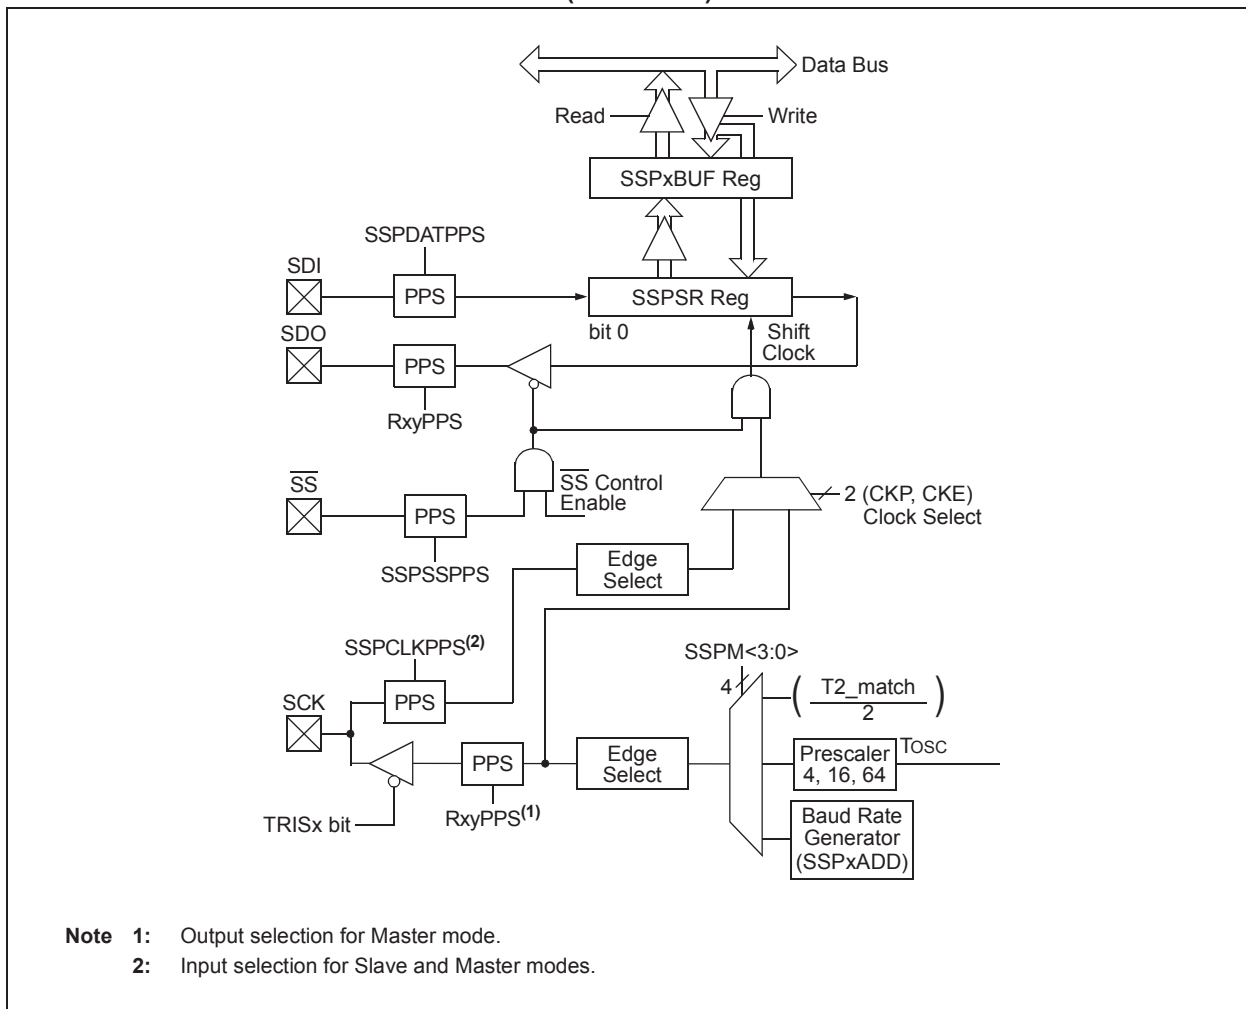 Data Bus
Read
Write
SSPxBUF Reg
SSPDATPPS
SDI
PPS
SSPSR Reg
bit 0
Shift
Clock
SDO
PPS
RxyPPS
SS
PPS
SS Control
Enable
2 (CKP, CKE)
Clock Select
SSPSSPPS
Edge
Select
SSPCLKPPS(2)
SSPM<3:0>
4
SCK
PPS
( T2_match )
2
PPS
Edge
Select
Prescaler
4, 16, 64
TOSC
TRISx bit
RxyPPS(1)
Baud Rate
Generator
(SSPxADD)
Note 1: Output selection for Master mode.
2: Input selection for Slave and Master modes.